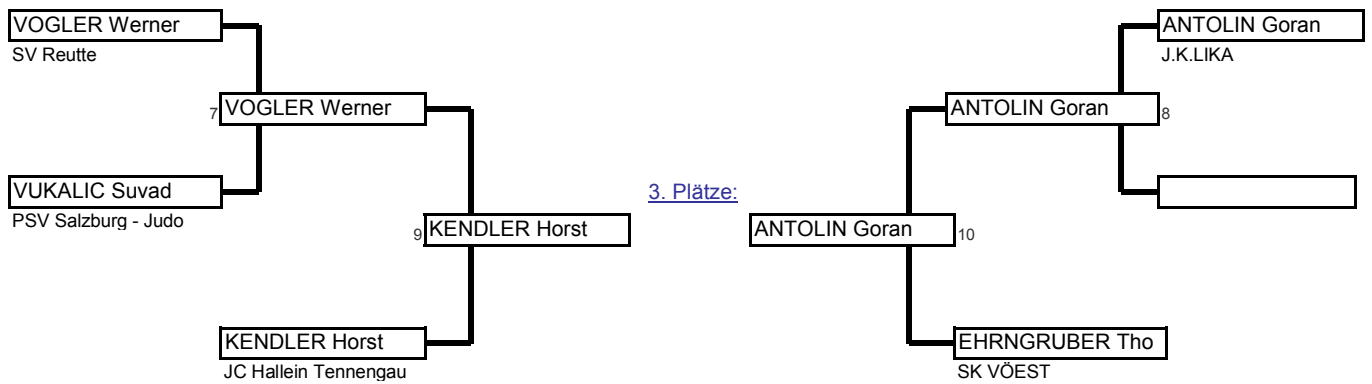 VOGLER Werner
SV Reutte
ANTOLIN Goran
J.K.LIKA
7 VOGLER Werner
ANTOLIN Goran 8
VUKALIC Suvad
PSV Salzburg - Judo
3. Plätze:
9 KENDLER Horst
ANTOLIN Goran 10
KENDLER Horst
JC Hallein Tennengau
EHRNGRUBER Tho
SK VÖEST